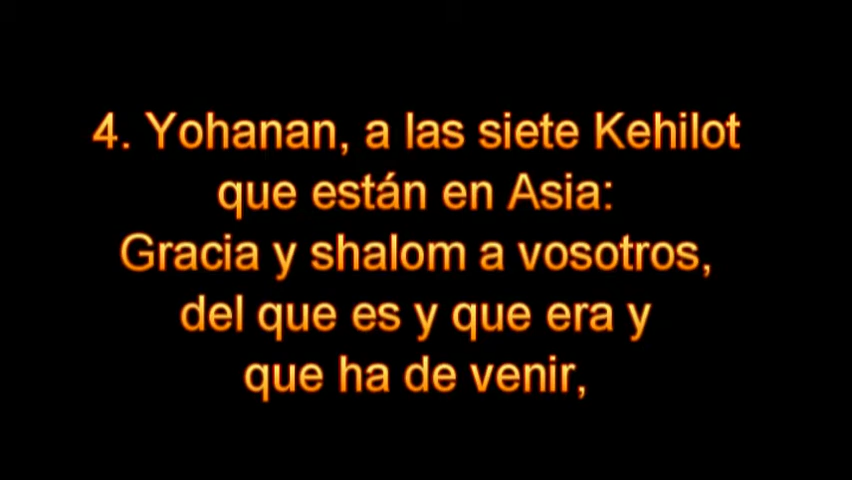 4. Yohanan, a las siete Kehilot
que están en Asia:
Gracia y shalom a vosotros,
del que es y que era y
que ha de venir,